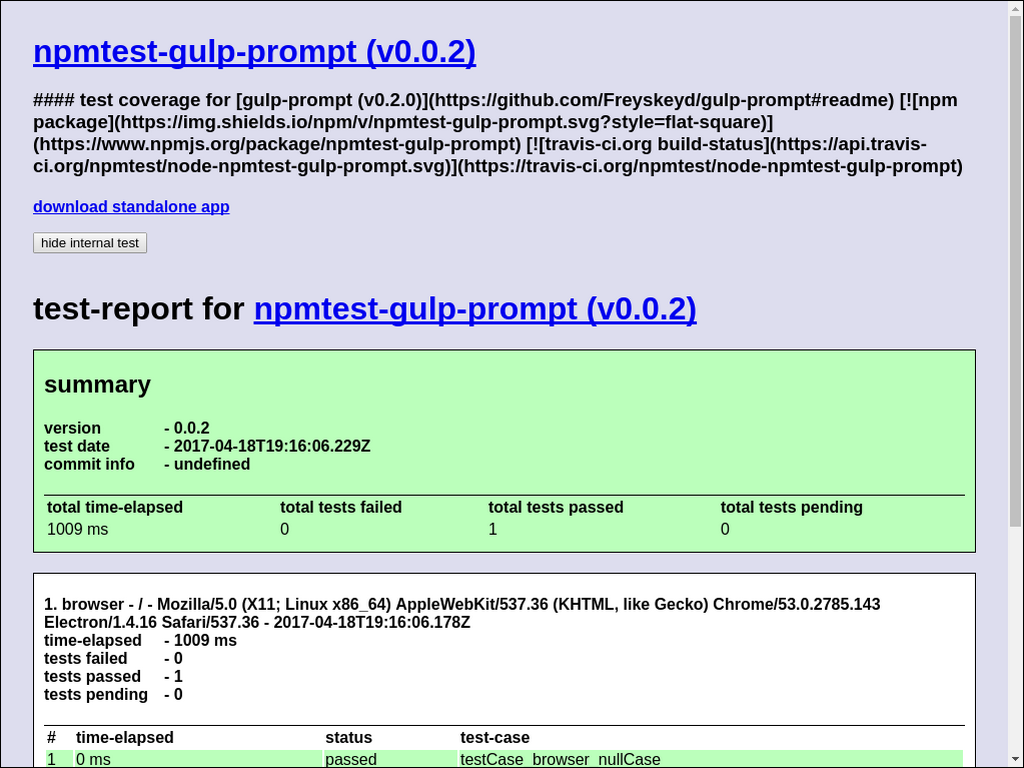 npmtest-gulp-prompt (v0.0.2)
#### test coverage for [gulp-prompt (v0.2.0)](https://github.com/Freyskeyd/gulp-prompt#readme) [![npm
package](https://img.shields.io/npm/v/npmtest-gulp-prompt.svg?style=flat-square)]
(https://www.npmjs.org/package/npmtest-gulp-prompt) [![travis-ci.org build-status](https://api.travis-
ci.org/npmtest/node-npmtest-gulp-prompt.svg)](https://travis-ci.org/npmtest/node-npmtest-gulp-prompt)
download standalone app
hide internal test
test-report for npmtest-gulp-prompt (v0.0.2)
summary
version - 0.0.2
test date - 2017-04-18T19:16:06.229Z
commit info - undefined
total time-elapsed total tests failed total tests passed total tests pending
1009 ms 0 1 0
1. browser - / - Mozilla/5.0 (X11; Linux x86_64) AppleWebKit/537.36 (KHTML, like Gecko) Chrome/53.0.2785.143
Electron/1.4.16 Safari/537.36 - 2017-04-18T19:16:06.178Z
time-elapsed - 1009 ms
tests failed - 0
tests passed - 1
tests pending - 0
# time-elapsed status test-case
1 0 ms passed testCase_browser_nullCase